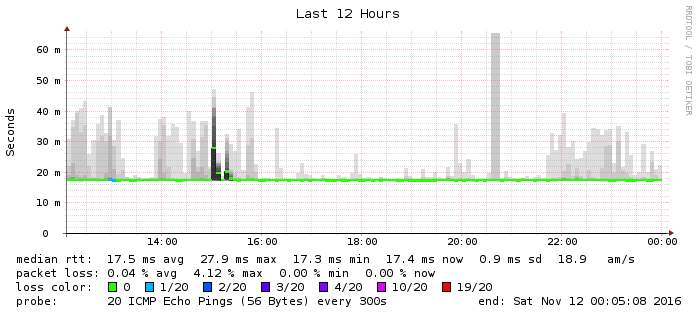 Last 12 Hours
RRDTOOL / TOBI OETIKER
Seconds
60 m
50 m
40 m
30 m
20 m
10 m
0
14:00 16:00 18:00 20:00 22:00 00:00
median rtt: 17.5 ms avg 27.9 ms max 17.3 ms min 17.4 ms now 0.9 ms sd 18.9 am/s
packet loss: 0.04 % avg 4.12 % max 0.00 % min 0.00 % now
loss color: 0 1/20 2/20 3/20 4/20 10/20 19/20
probe: 20 ICMP Echo Pings (56 Bytes) every 300s end: Sat Nov 12 00:05:08 2016